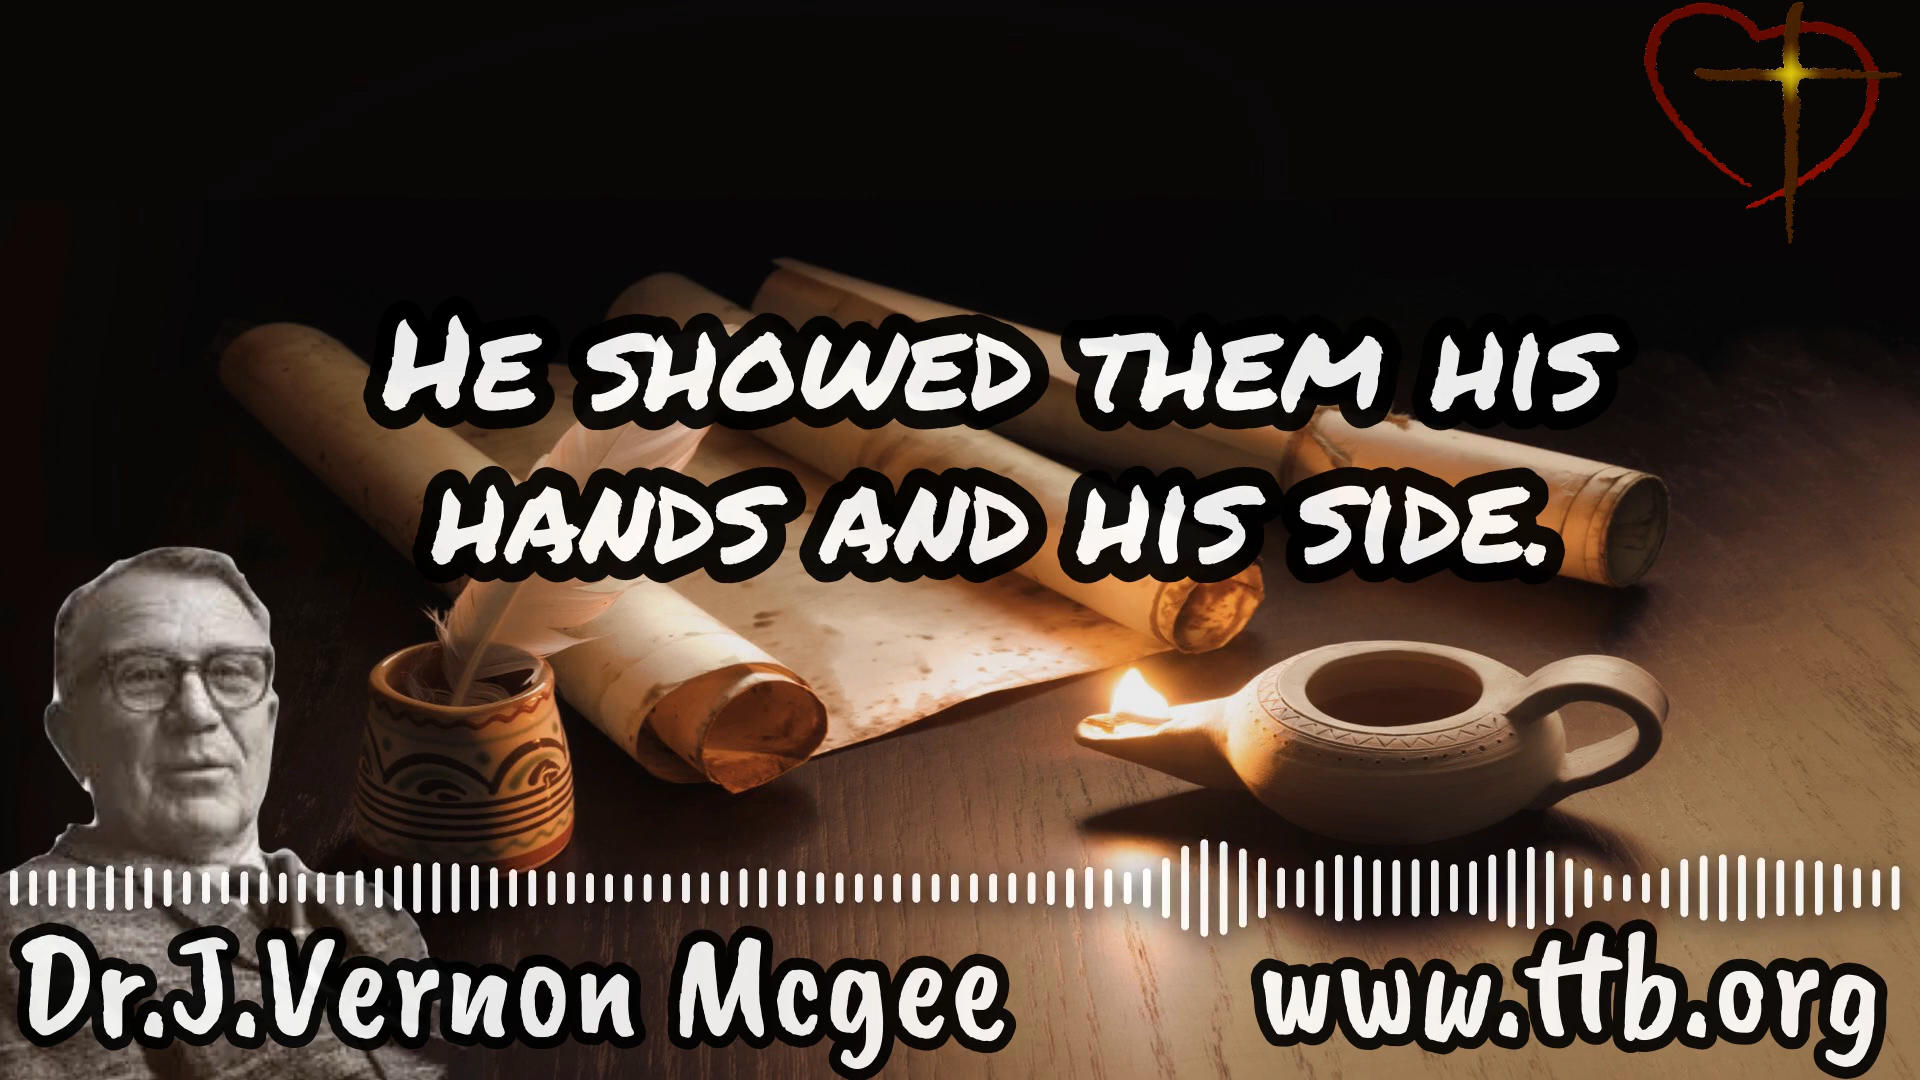 He showed them his
hands and his side.
Dr.J.Vernon Mcgee
www.ttb.org